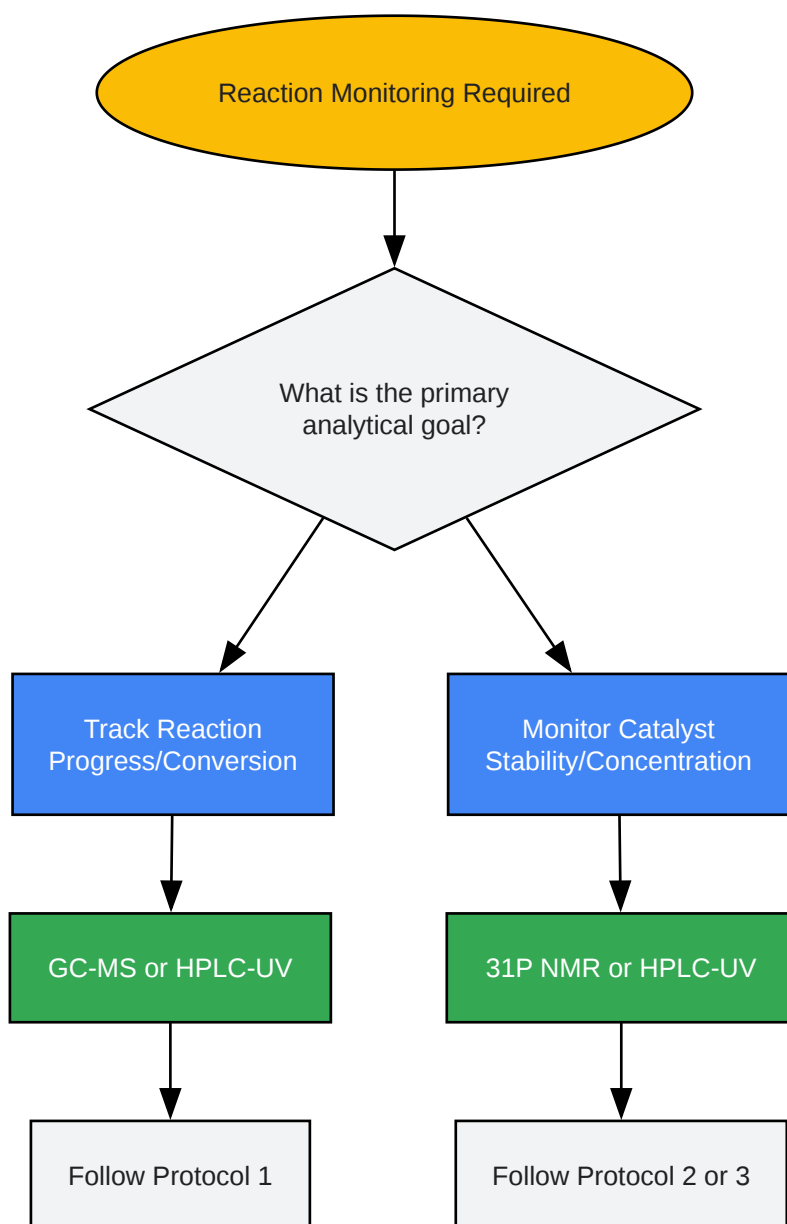 Reaction Monitoring Required
What is the primary
analytical goal?
Track Reaction
Progress/Conversion
Monitor Catalyst
Stability/Concentration
GC-MS or HPLC-UV
31P NMR or HPLC-UV
Follow Protocol 1
Follow Protocol 2 or 3